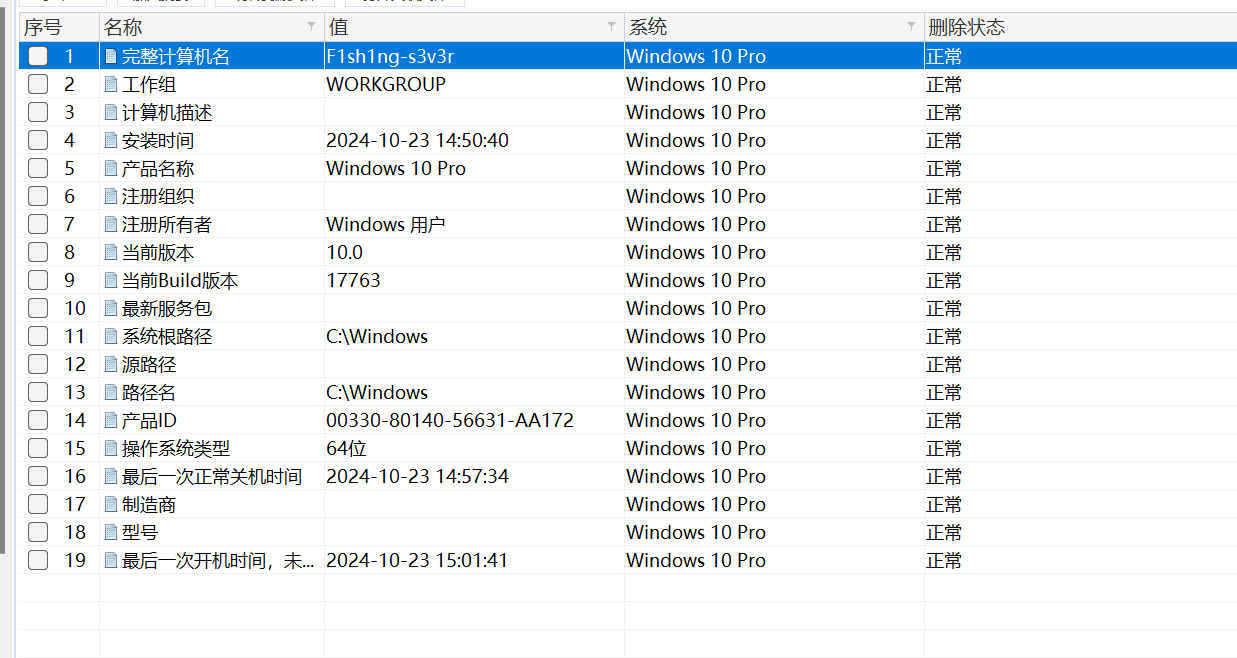 序号 名称 值 系统 删除状态
1 完整计算机名 F1sh1ng-s3v3r Windows 10 Pro 正常
2 工作组 WORKGROUP Windows 10 Pro 正常
3 计算机描述 Windows 10 Pro 正常
4 安装时间 2024-10-23 14:50:40 Windows 10 Pro 正常
5 产品名称 Windows 10 Pro Windows 10 Pro 正常
6 注册组织 Windows 10 Pro 正常
7 注册所有者 Windows 用户 Windows 10 Pro 正常
8 当前版本 10.0 Windows 10 Pro 正常
9 当前Build版本 17763 Windows 10 Pro 正常
10 最新服务包 Windows 10 Pro 正常
11 系统根路径 C:\Windows Windows 10 Pro 正常
12 源路径 Windows 10 Pro 正常
13 路径名 C:\Windows Windows 10 Pro 正常
14 产品ID 00330-80140-56631-AA172 Windows 10 Pro 正常
15 操作系统类型 64位 Windows 10 Pro 正常
16 最后一次正常关机时间 2024-10-23 14:57:34 Windows 10 Pro 正常
17 制造商 Windows 10 Pro 正常
18 型号 Windows 10 Pro 正常
19 最后一次开机时间，未... 2024-10-23 15:01:41 Windows 10 Pro 正常